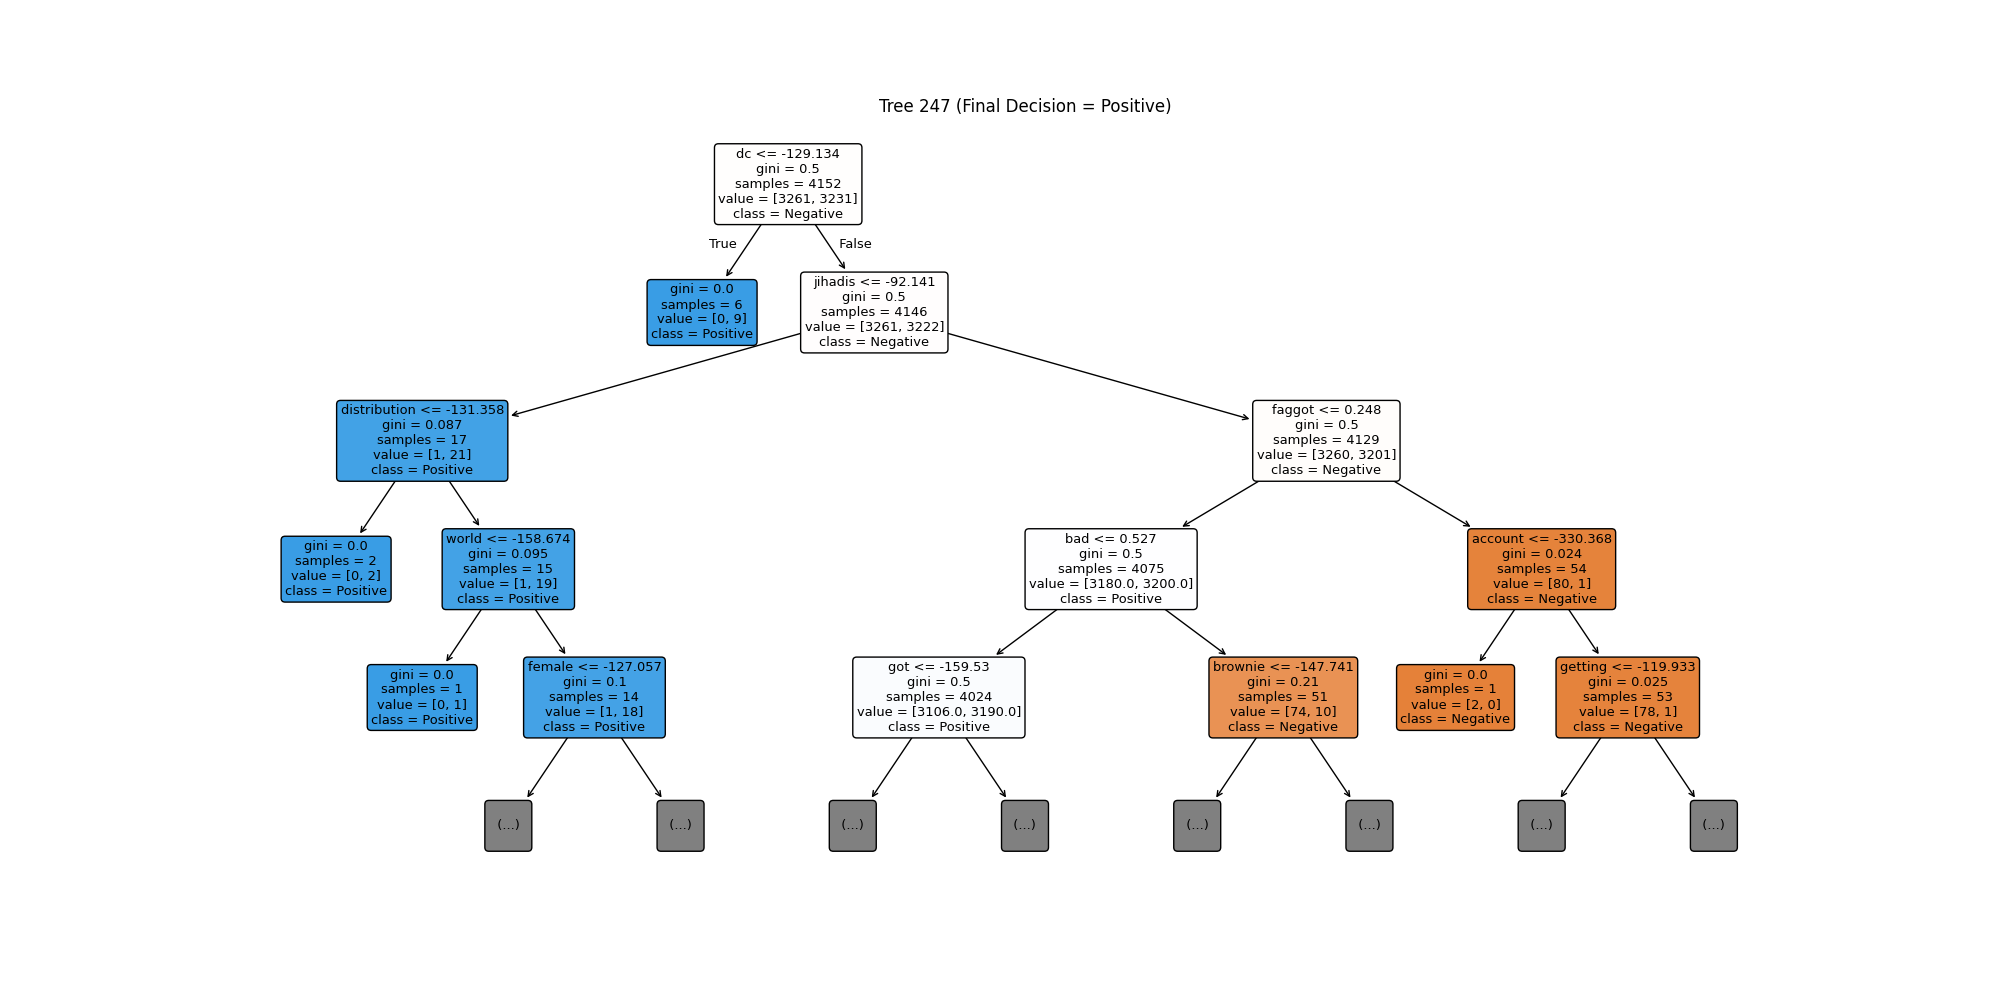 Tree 247 (Final Decision = Positive)
dc <= -129.134
gini = 0.5
samples = 4152
value = [3261, 3231]
class = Negative
True
False
gini = 0.0
samples = 6
value = [0, 9]
class = Positive
jihadis <= -92.141
gini = 0.5
samples = 4146
value = [3261, 3222]
class = Negative
distribution <= -131.358
gini = 0.087
samples = 17
value = [1, 21]
class = Positive
faggot <= 0.248
gini = 0.5
samples = 4129
value = [3260, 3201]
class = Negative
gini = 0.0
samples = 2
value = [0, 2]
class = Positive
world <= -158.674
gini = 0.095
samples = 15
value = [1, 19]
class = Positive
bad <= 0.527
gini = 0.5
samples = 4075
value = [3180.0, 3200.0]
class = Positive
account <= -330.368
gini = 0.024
samples = 54
value = [80, 1]
class = Negative
gini = 0.0
samples = 1
value = [0, 1]
class = Positive
female <= -127.057
gini = 0.1
samples = 14
value = [1, 18]
class = Positive
got <= -159.53
gini = 0.5
samples = 4024
value = [3106.0, 3190.0]
class = Positive
brownie <= -147.741
gini = 0.21
samples = 51
value = [74, 10]
class = Negative
gini = 0.0
samples = 1
value = [2, 0]
class = Negative
getting <= -119.933
gini = 0.025
samples = 53
value = [78, 1]
class = Negative
(...)
(...)
(...)
(...)
(...)
(...)
(...)
(...)